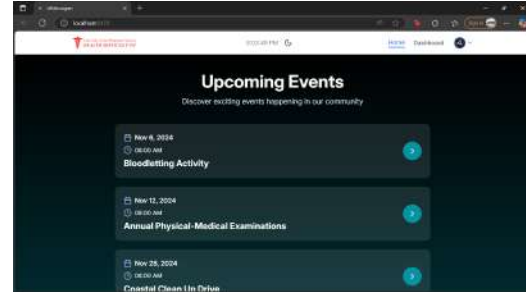 localhost
Home Dashboard
Upcoming Events
Discover exciting events happening in our community
Nov 6, 2024
08:00 AM
Bloodletting Activity
Nov 12, 2024
08:00 AM
Annual Physical-Medical Examinations
Nov 28, 2024
08:00 AM
Coastal Clean Up Drive